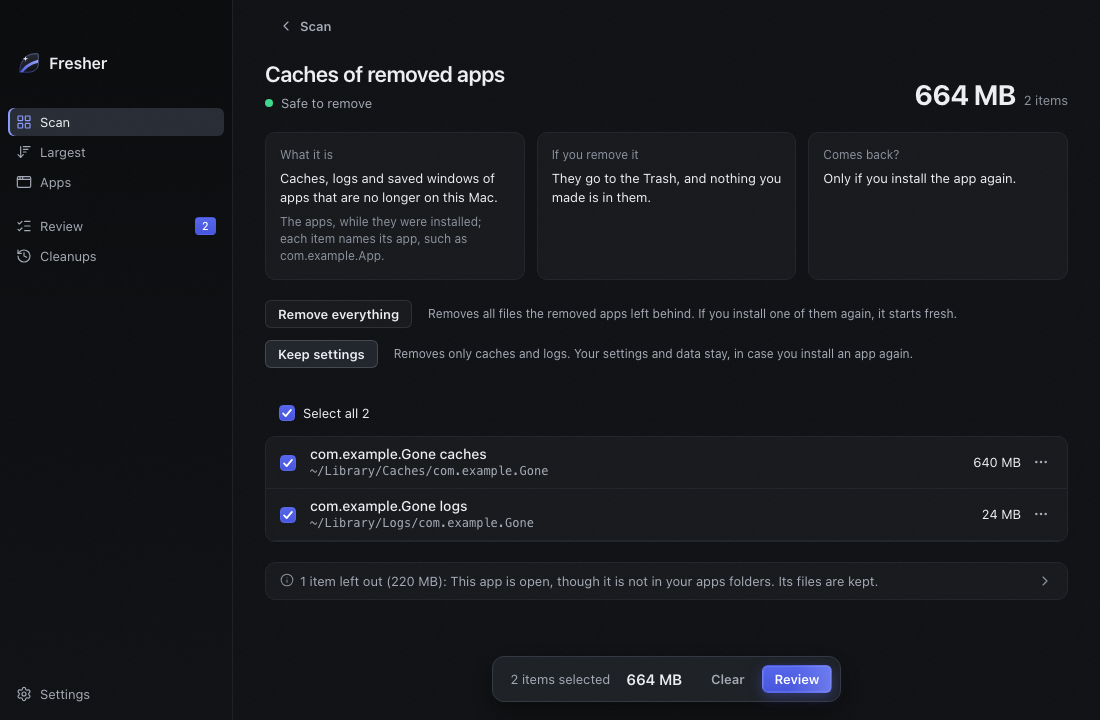 Scan
Fresher
Scan
Largest
Apps
Review
2
Cleanups
Settings
Caches of removed apps
Safe to remove
664 MB 2 items
What it is
Caches, logs and saved windows of
apps that are no longer on this Mac.
The apps, while they were installed;
each item names its app, such as
com.example.App.
If you remove it
They go to the Trash, and nothing you
made is in them.
Comes back?
Only if you install the app again.
Remove everything
Removes all files the removed apps left behind. If you install one of them again, it starts fresh.
Keep settings
Removes only caches and logs. Your settings and data stay, in case you install an app again.
Select all 2
com.example.Gone caches
~/Library/Caches/com.example.Gone
640 MB
com.example.Gone logs
~/Library/Logs/com.example.Gone
24 MB
1 item left out (220 MB): This app is open, though it is not in your apps folders. Its files are kept.
2 items selected 664 MB Clear Review